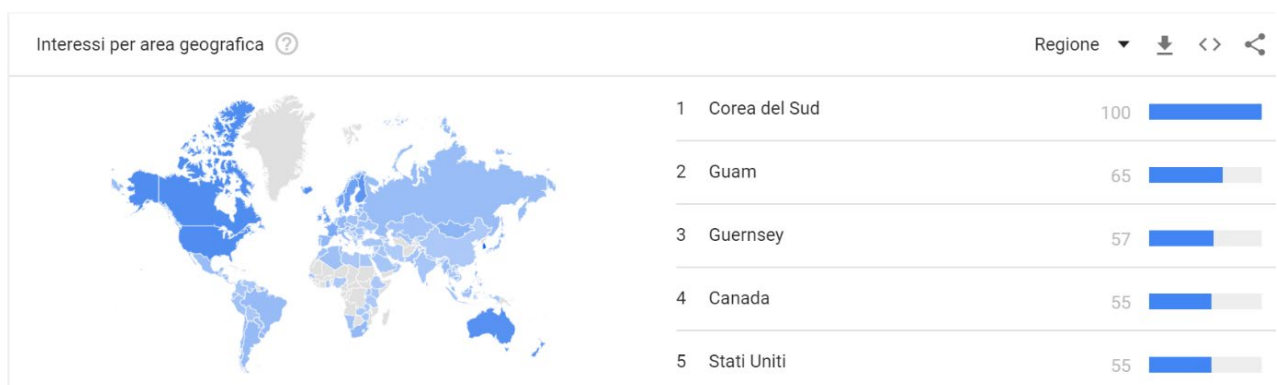 Interessi per area geografica ?
Regione
1 Corea del Sud 100
2 Guam 65
3 Guernsey 57
4 Canada 55
5 Stati Uniti 55